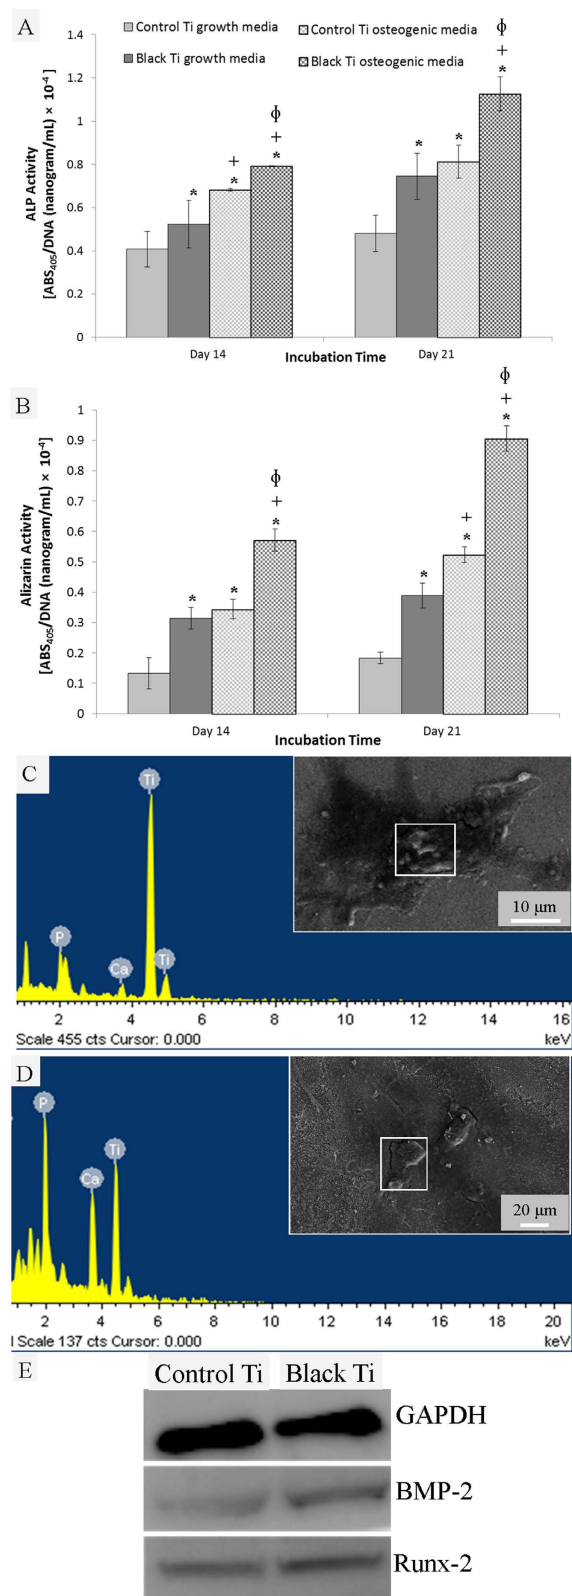 A
Control Ti growth media
Control Ti osteogenic media
Black Ti growth media
Black Ti osteogenic media
ALP Activity
[ABS405/DNA (nanogram/mL) × 10-4]
1.4
1.2
1
0.8
0.6
0.4
0.2
0
*
+
*
ϕ
+
*
*
*
ϕ
+
*
Day 14
Incubation Time
Day 21
B
Alizarin Activity
[ABS405/DNA (nanogram/mL) × 10-4]
1
0.9
0.8
0.7
0.6
0.5
0.4
0.3
0.2
0.1
0
*
*
ϕ
+
*
*
+
*
ϕ
+
*
Day 14
Incubation Time
Day 21
C
Ti
P
Ca
Ti
10 μm
2 4 6 8 10 12 14 16
Scale 455 cts Cursor: 0.000 keV
D
P
Ca
Ti
20 μm
2 4 6 8 10 12 14 16 18 20
l Scale 137 cts Cursor: 0.000 keV
E
Control Ti Black Ti
GAPDH
BMP-2
Runx-2